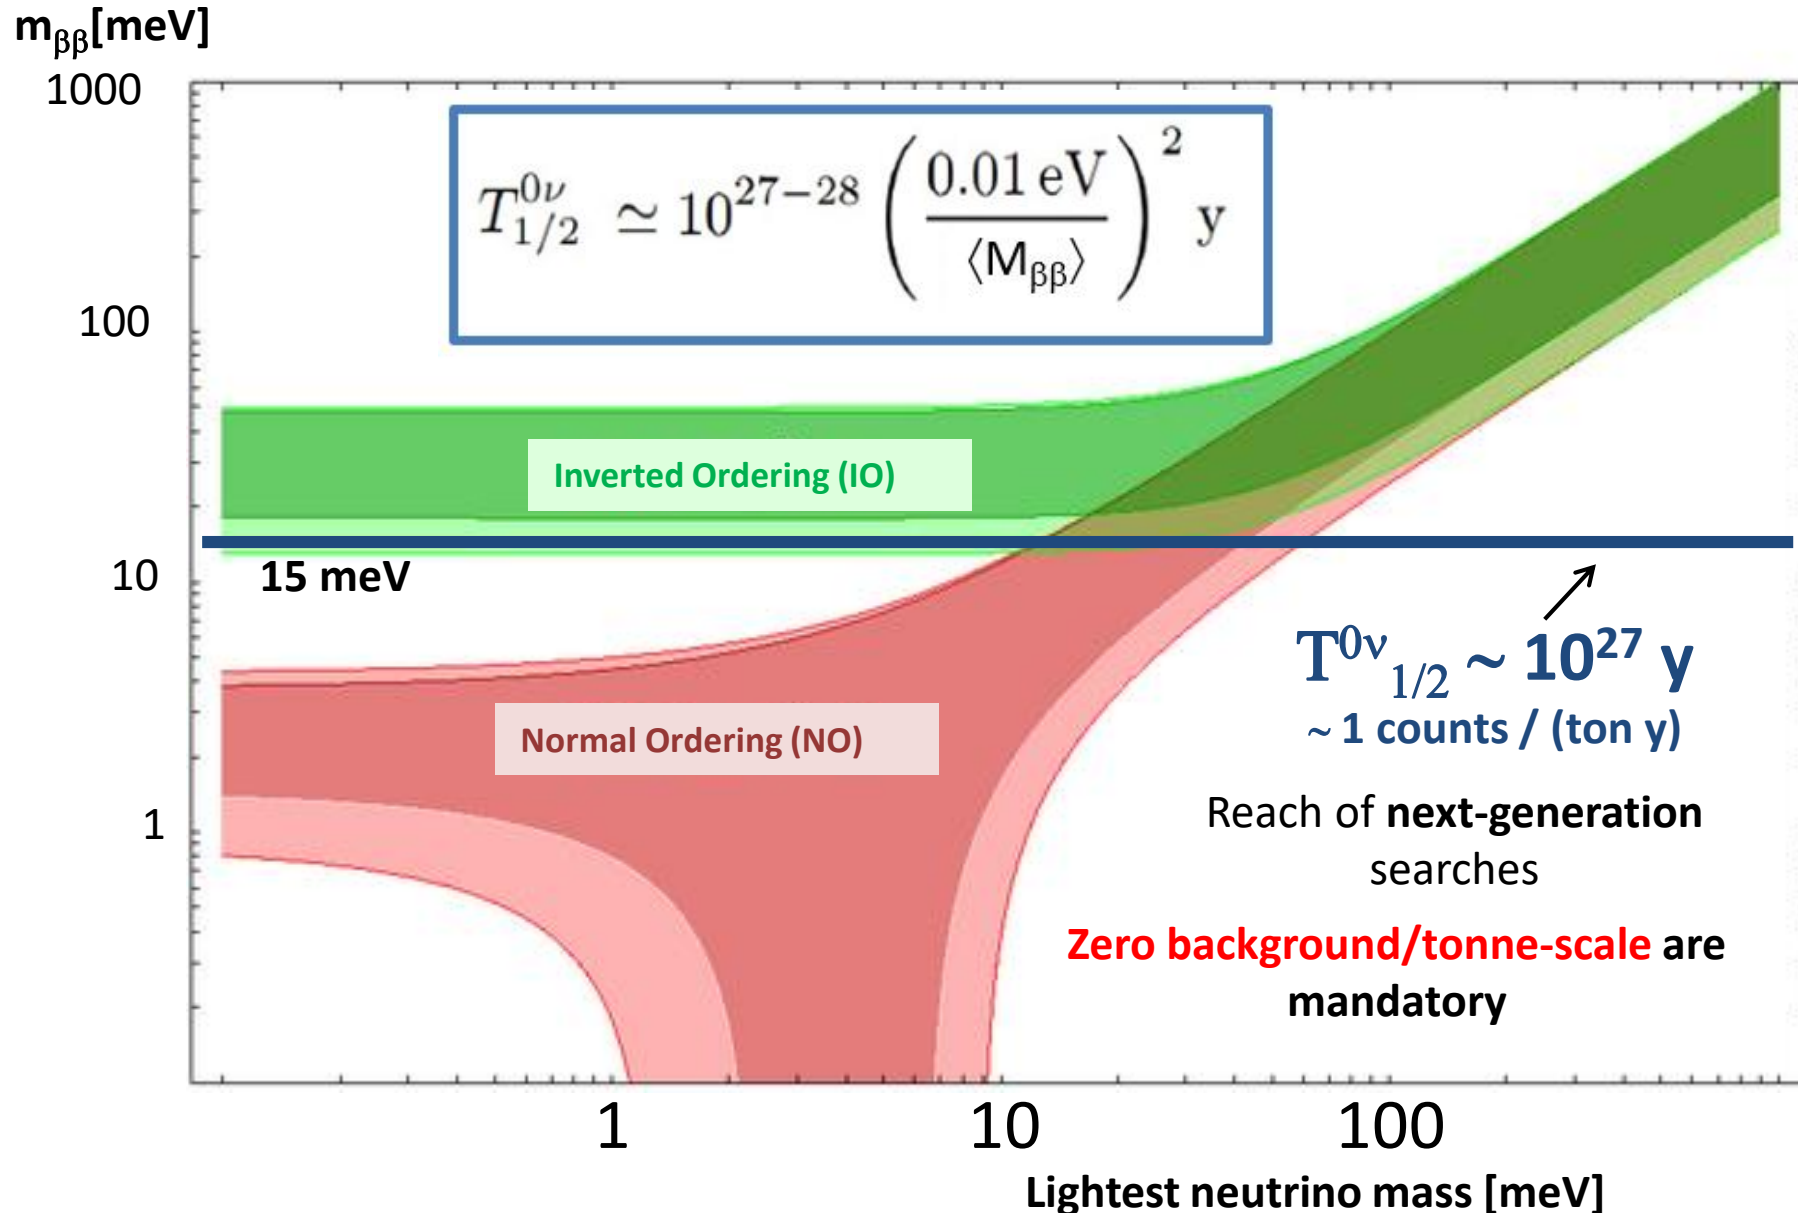 mββ[meV]
1000
100
10
1
T^0ν_1/2 ≃ 10^27−28 (0.01 eV / ⟨Mββ⟩)^2 y
Inverted Ordering (IO)
15 meV
Normal Ordering (NO)
T^0ν_1/2 ~ 10^27 y
~ 1 counts / (ton y)
Reach of next-generation
searches
Zero background/tonne-scale are
mandatory
1 10 100
Lightest neutrino mass [meV]